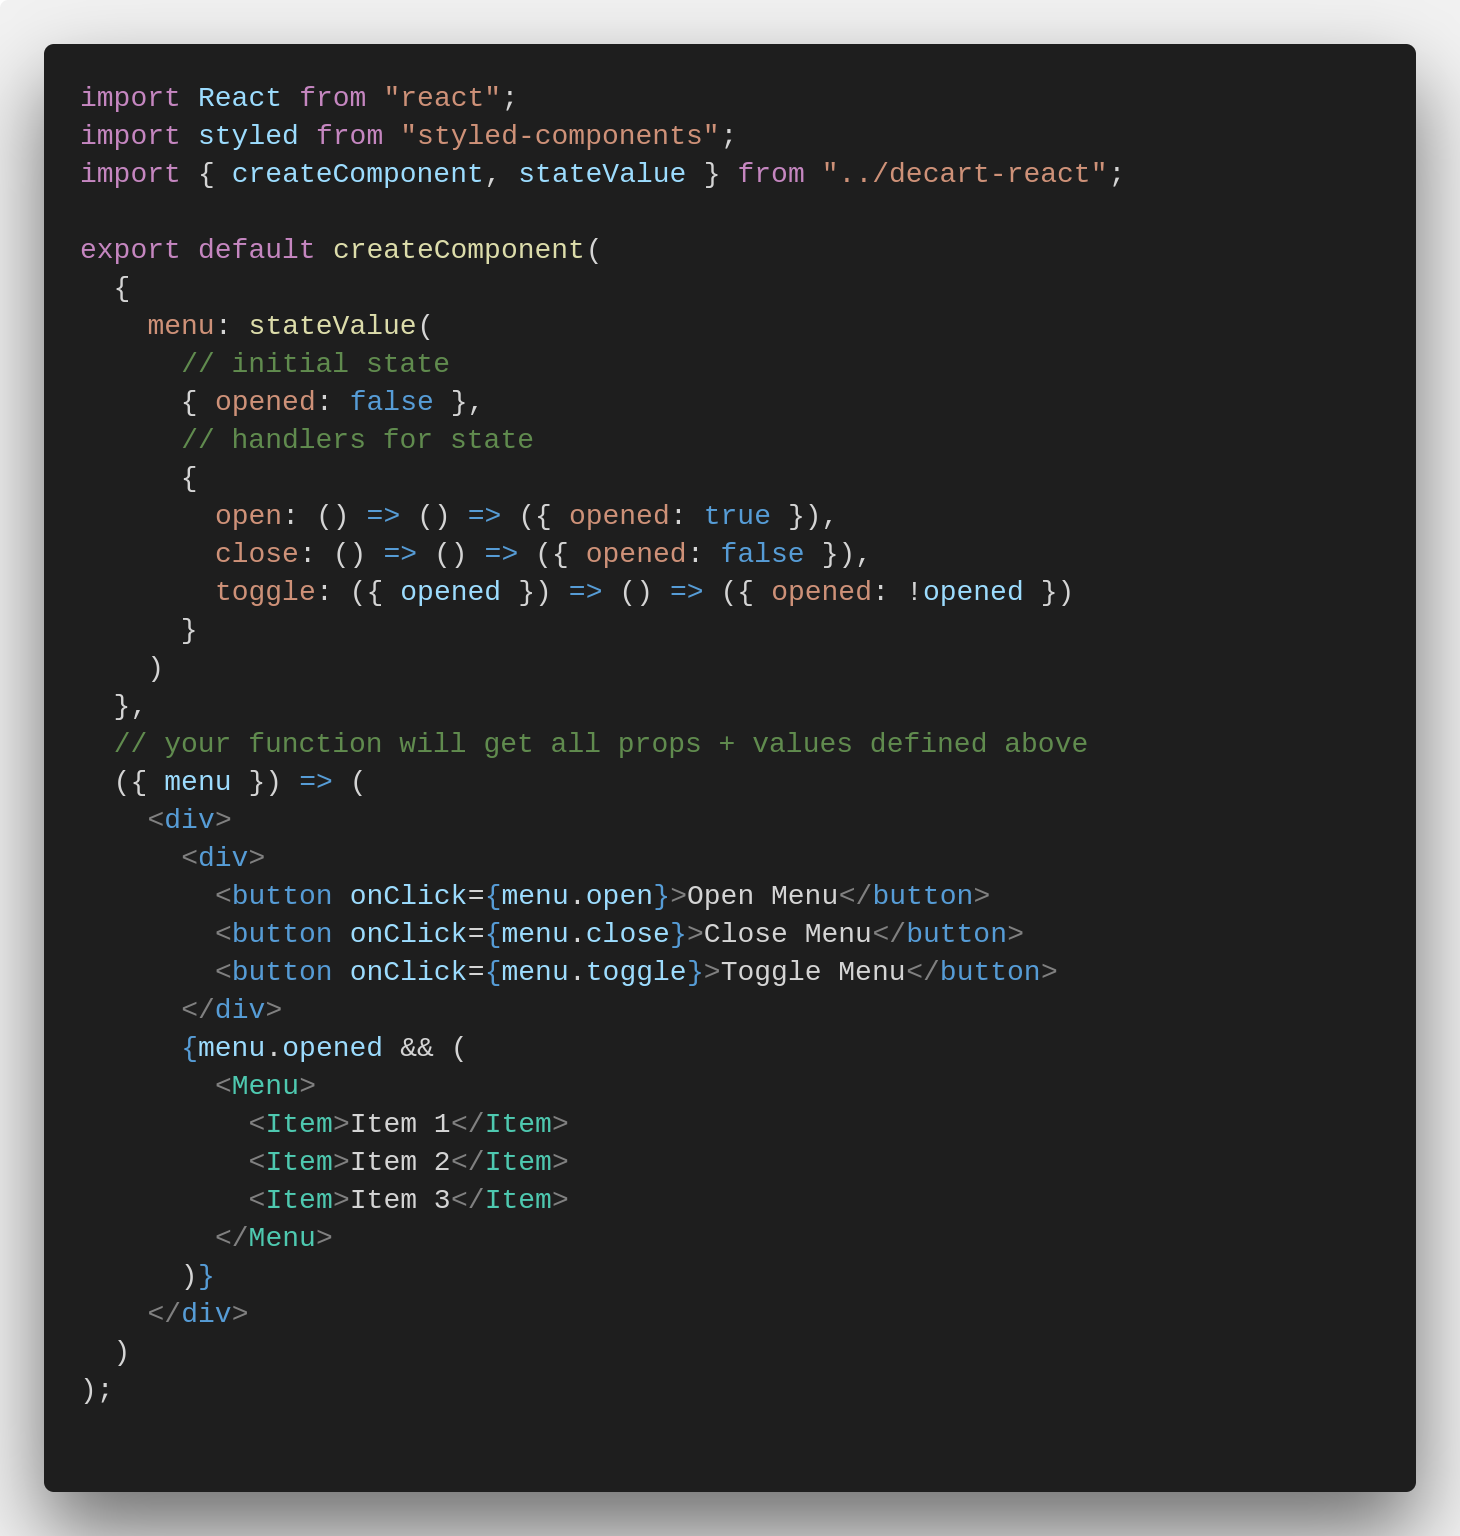 import React from "react";
import styled from "styled-components";
import { createComponent, stateValue } from "../decart-react";

export default createComponent(
  {
    menu: stateValue(
      // initial state
      { opened: false },
      // handlers for state
      {
        open: () => () => ({ opened: true }),
        close: () => () => ({ opened: false }),
        toggle: ({ opened }) => () => ({ opened: !opened })
      }
    )
  },
  // your function will get all props + values defined above
  ({ menu }) => (
    <div>
      <div>
        <button onClick={menu.open}>Open Menu</button>
        <button onClick={menu.close}>Close Menu</button>
        <button onClick={menu.toggle}>Toggle Menu</button>
      </div>
      {menu.opened && (
        <Menu>
          <Item>Item 1</Item>
          <Item>Item 2</Item>
          <Item>Item 3</Item>
        </Menu>
      )}
    </div>
  )
);